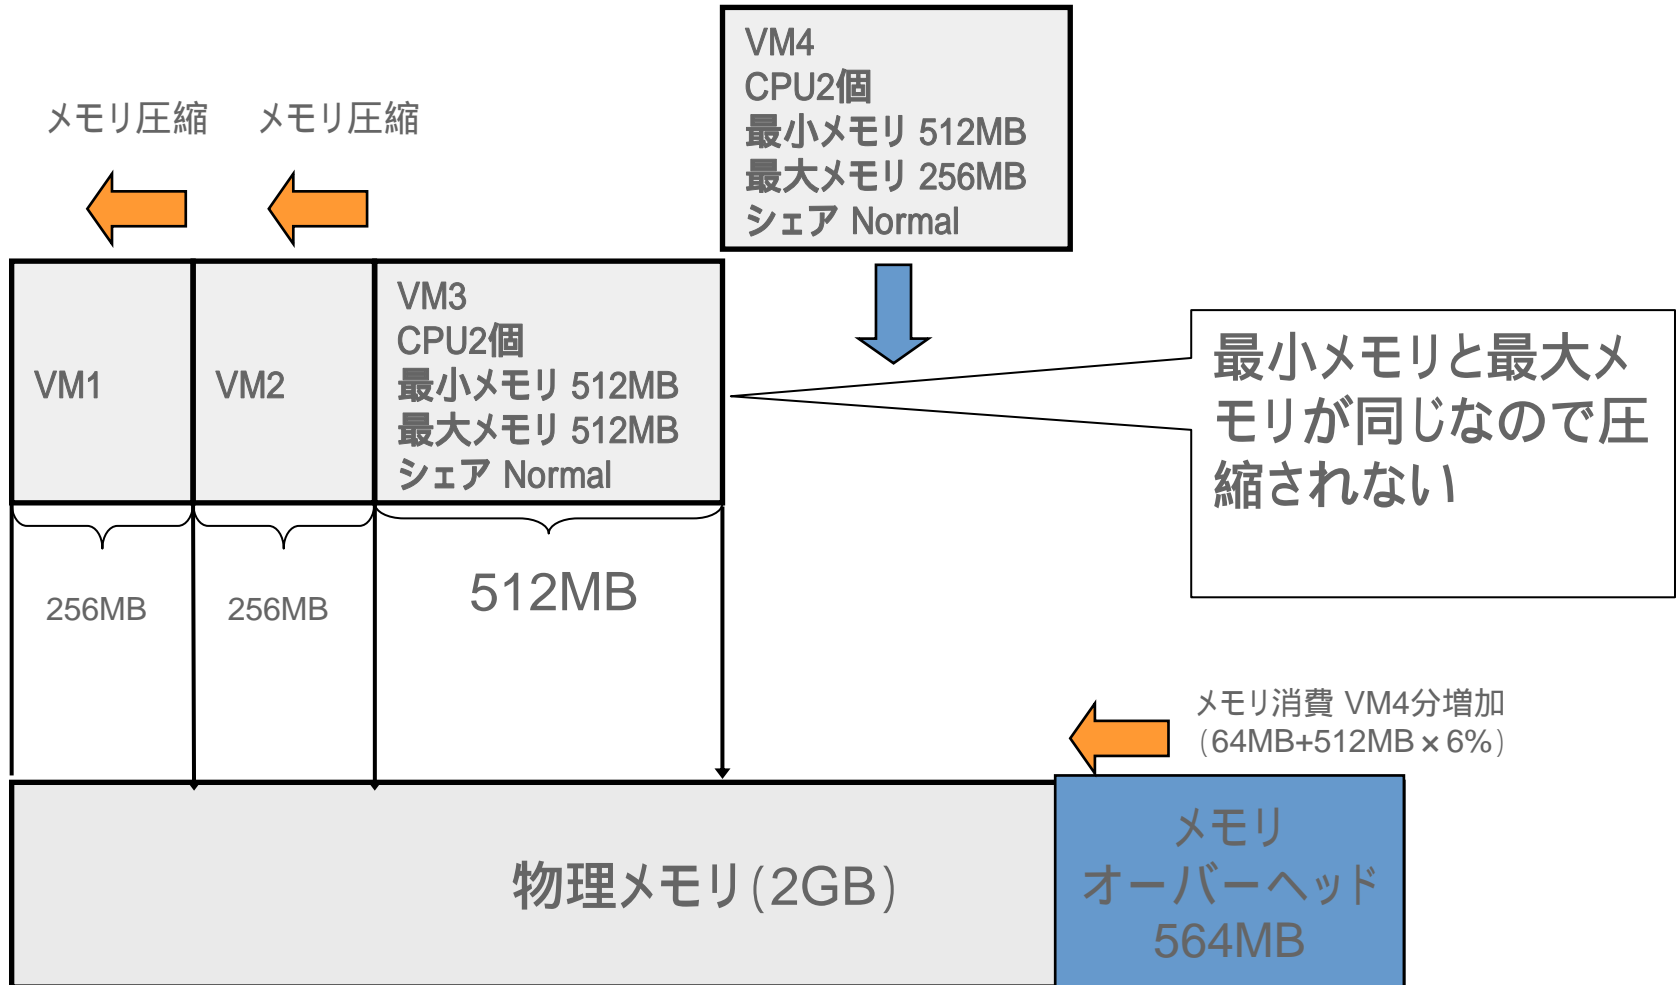 VM4
CPU2個
最小メモリ 512MB
最大メモリ 256MB
シェア Normal
メモリ圧縮
メモリ圧縮
VM1
VM2
VM3
CPU2個
最小メモリ 512MB
最大メモリ 512MB
シェア Normal
最小メモリと最大メ
モリが同じなので圧
縮されない
256MB
256MB
512MB
メモリ消費 VM4分増加
(64MB+512MB×6%)
物理メモリ(2GB)
メモリ
オーバーヘッド
564MB